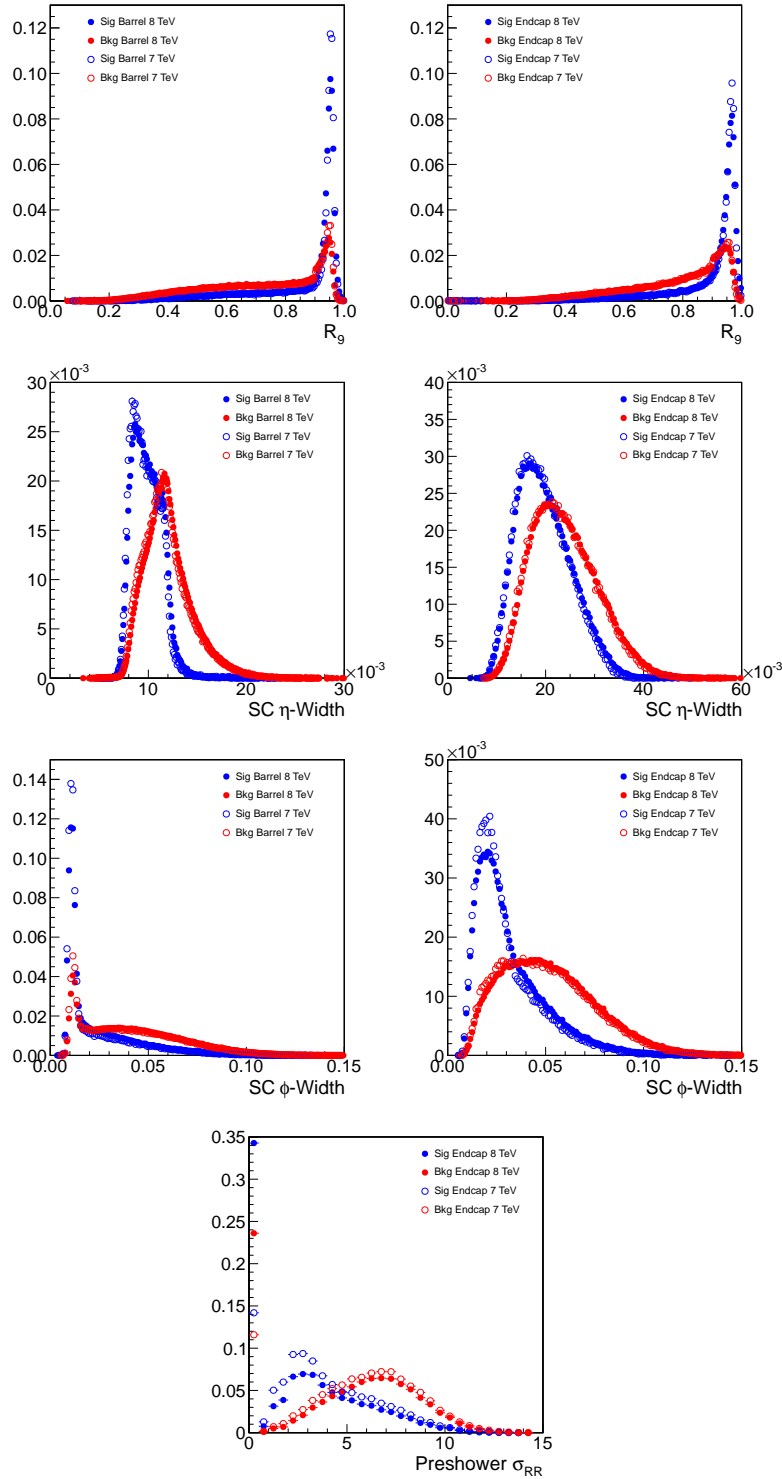 Sig Barrel 8 TeV
Bkg Barrel 8 TeV
Sig Barrel 7 TeV
Bkg Barrel 7 TeV
0.12
0.10
0.08
0.06
0.04
0.02
0.00
0.0 0.2 0.4 0.6 0.8 1.0
R9
Sig Endcap 8 TeV
Bkg Endcap 8 TeV
Sig Endcap 7 TeV
Bkg Endcap 7 TeV
0.12
0.10
0.08
0.06
0.04
0.02
0.00
0.0 0.2 0.4 0.6 0.8 1.0
R9
×10⁻³
Sig Barrel 8 TeV
Bkg Barrel 8 TeV
Sig Barrel 7 TeV
Bkg Barrel 7 TeV
30
25
20
15
10
5
0
0 10 20 30
×10⁻³
SC η-Width
×10⁻³
Sig Endcap 8 TeV
Bkg Endcap 8 TeV
Sig Endcap 7 TeV
Bkg Endcap 7 TeV
40
35
30
25
20
15
10
5
0
0 20 40 60
×10⁻³
SC η-Width
Sig Barrel 8 TeV
Bkg Barrel 8 TeV
Sig Barrel 7 TeV
Bkg Barrel 7 TeV
0.14
0.12
0.10
0.08
0.06
0.04
0.02
0.00
0.00 0.05 0.10 0.15
SC ϕ-Width
×10⁻³
Sig Endcap 8 TeV
Bkg Endcap 8 TeV
Sig Endcap 7 TeV
Bkg Endcap 7 TeV
50
40
30
20
10
0
0.00 0.05 0.10 0.15
SC ϕ-Width
Sig Endcap 8 TeV
Bkg Endcap 8 TeV
Sig Endcap 7 TeV
Bkg Endcap 7 TeV
0.35
0.3
0.25
0.2
0.15
0.1
0.05
0
0 5 10 15
Preshower σRR